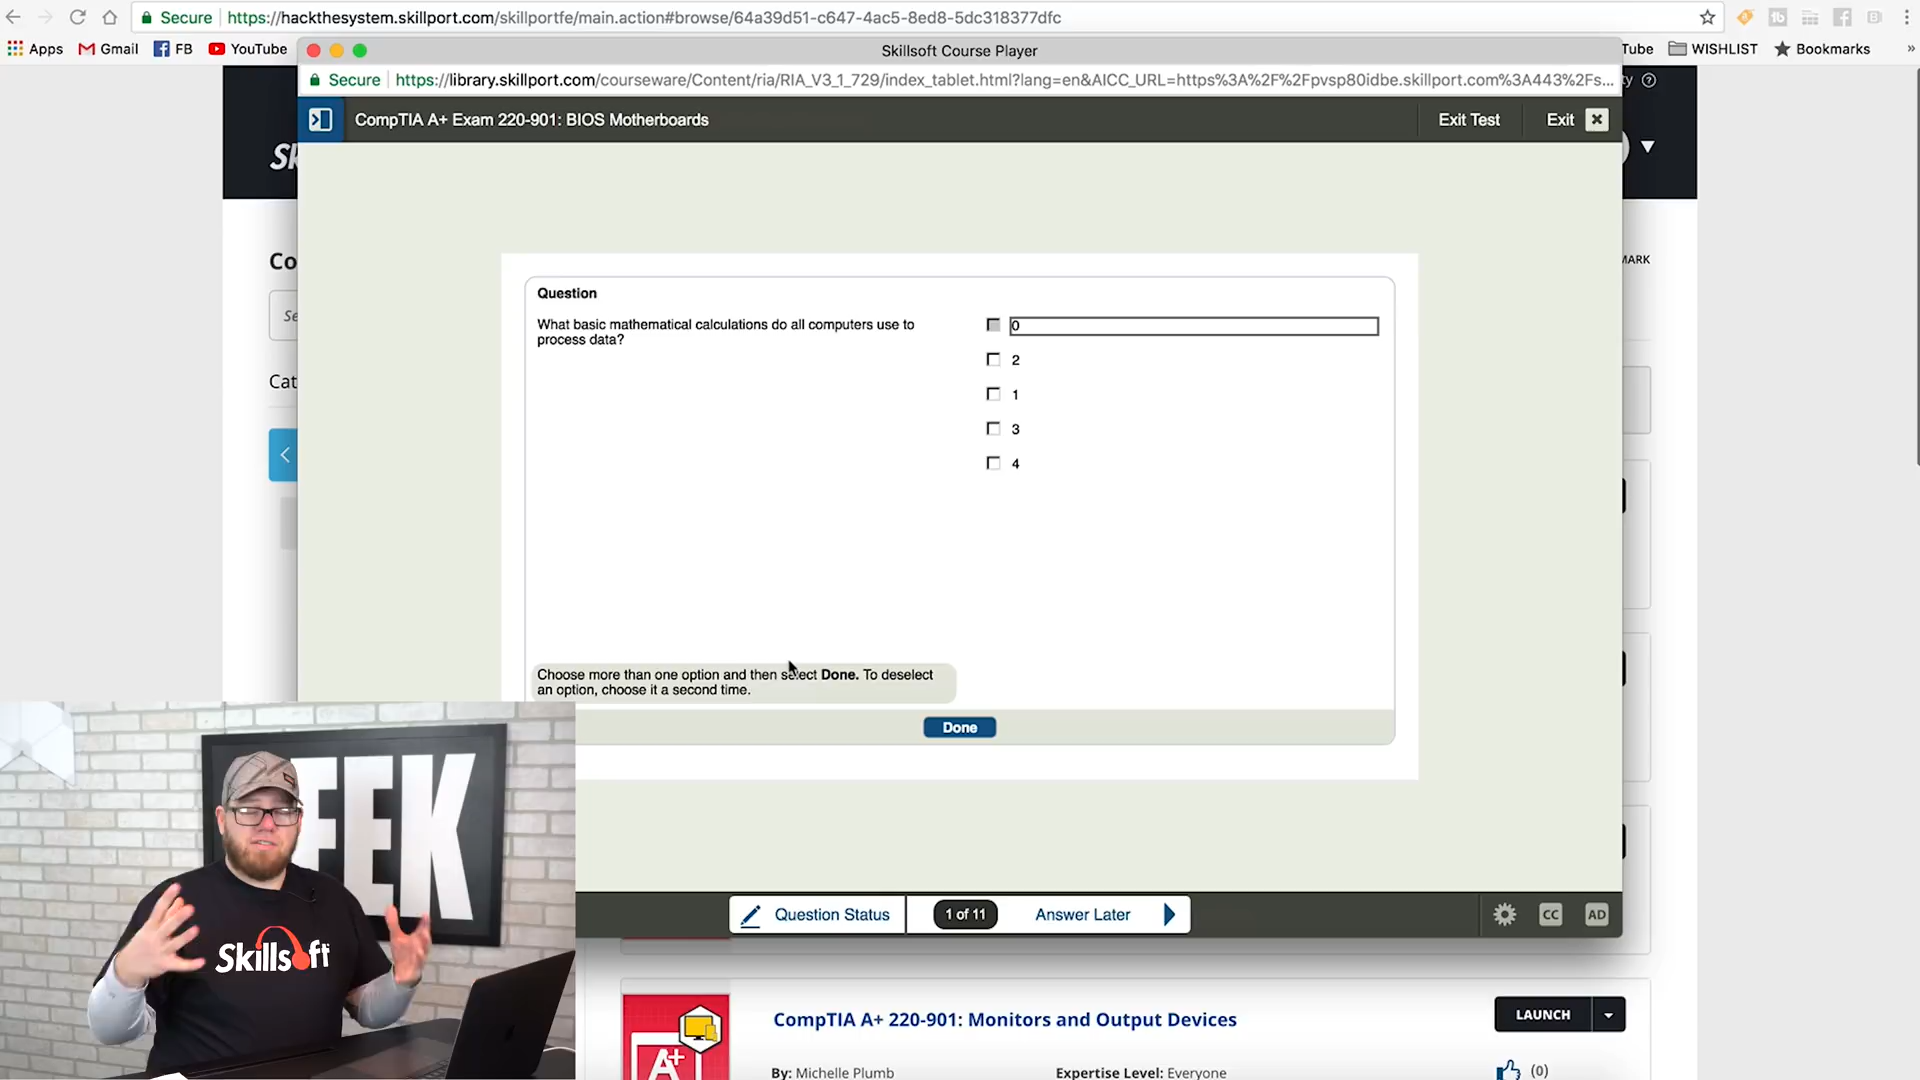 Secure https://hackthesystem.skillport.com/skillportfe/main.action#browse/64a39d51-c647-4ac5-8ed8-5dc318377dfc
Apps Gmail FB YouTube
Tube WISHLIST Bookmarks »
Skillsoft Course Player
Secure https://library.skillport.com/courseware/Content/ria/RIA_V3_1_729/index_tablet.html?lang=en&AICC_URL=https%3A%2F%2Fpvsp80idbe.skillport.com%3A443%2Fs...
CompTIA A+ Exam 220-901: BIOS Motherboards
Exit Test
Exit
Sk
Co
MARK
Se
Cat
Question
What basic mathematical calculations do all computers use to
process data?
0
2
1
3
4
Choose more than one option and then select Done. To deselect
an option, choose it a second time.
Done
Question Status
1 of 11
Answer Later
CC
AD
EEK
Skillsoft
A+
CompTIA A+ 220-901: Monitors and Output Devices
LAUNCH
By: Michelle Plumb
Expertise Level: Everyone
(0)